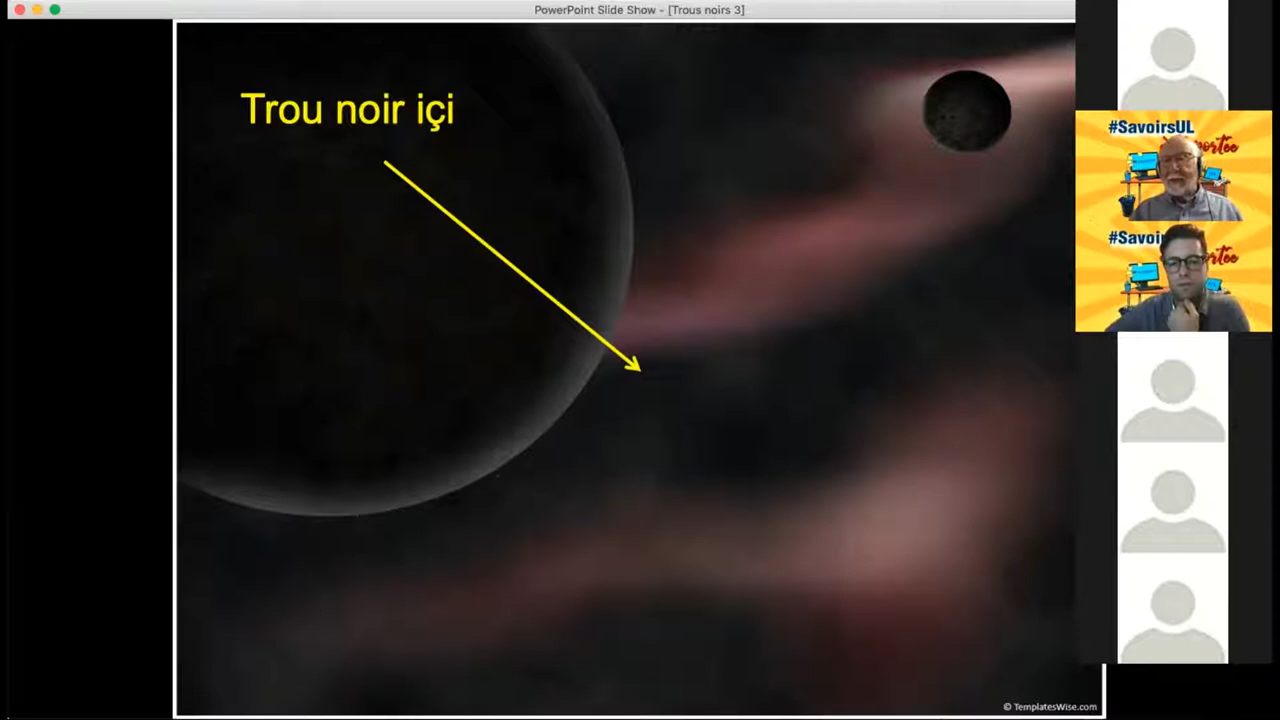 PowerPoint Slide Show - [Trous noirs 3]
Trou noir içi
#SavoirsUL
#Savoi
© TemplatesWise.com